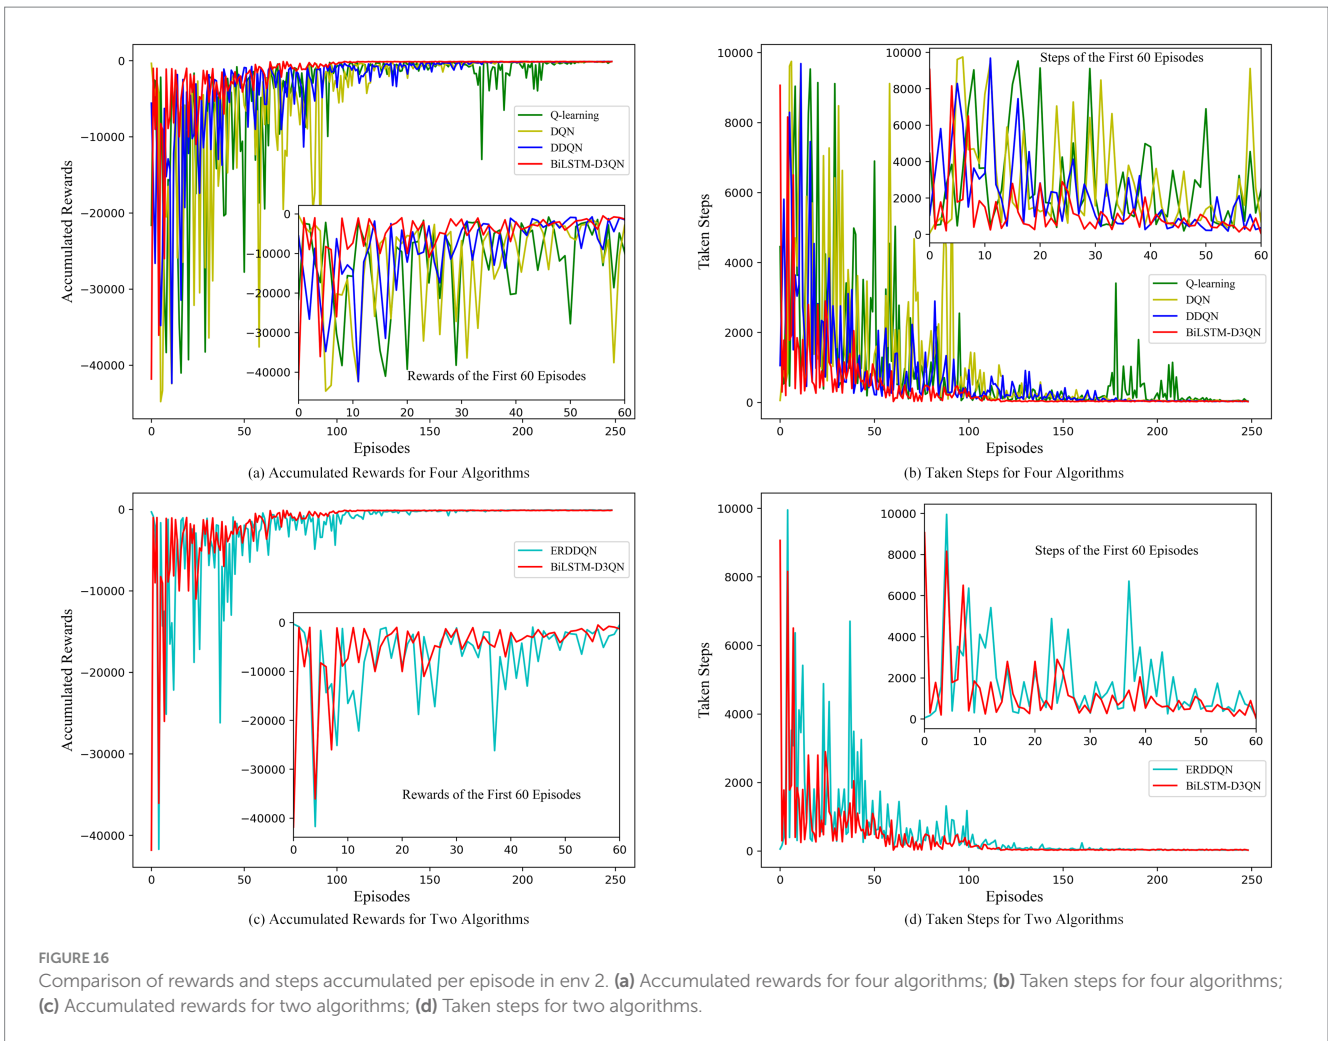 0
−10000
−20000
−30000
−40000
Accumulated Rewards
Q-learning
DQN
DDQN
BiLSTM-D3QN
0
−10000
−20000
−30000
−40000
Rewards of the First 60 Episodes
0 10 20 30 40 50 60
0 50 100 150 200 250
Episodes
(a) Accumulated Rewards for Four Algorithms
10000
8000
6000
4000
2000
0
Taken Steps
10000
8000
6000
4000
2000
0
Steps of the First 60 Episodes
0 10 20 30 40 50 60
Q-learning
DQN
DDQN
BiLSTM-D3QN
0 50 100 150 200 250
Episodes
(b) Taken Steps for Four Algorithms
0
−10000
−20000
−30000
−40000
Accumulated Rewards
ERDDQN
BiLSTM-D3QN
0
−10000
−20000
−30000
−40000
Rewards of the First 60 Episodes
0 10 20 30 40 50 60
0 50 100 150 200 250
Episodes
(c) Accumulated Rewards for Two Algorithms
10000
8000
6000
4000
2000
0
Taken Steps
10000
8000
6000
4000
2000
0
Steps of the First 60 Episodes
0 10 20 30 40 50 60
ERDDQN
BiLSTM-D3QN
0 50 100 150 200 250
Episodes
(d) Taken Steps for Two Algorithms
FIGURE 16
Comparison of rewards and steps accumulated per episode in env 2. (a) Accumulated rewards for four algorithms; (b) Taken steps for four algorithms;
(c) Accumulated rewards for two algorithms; (d) Taken steps for two algorithms.